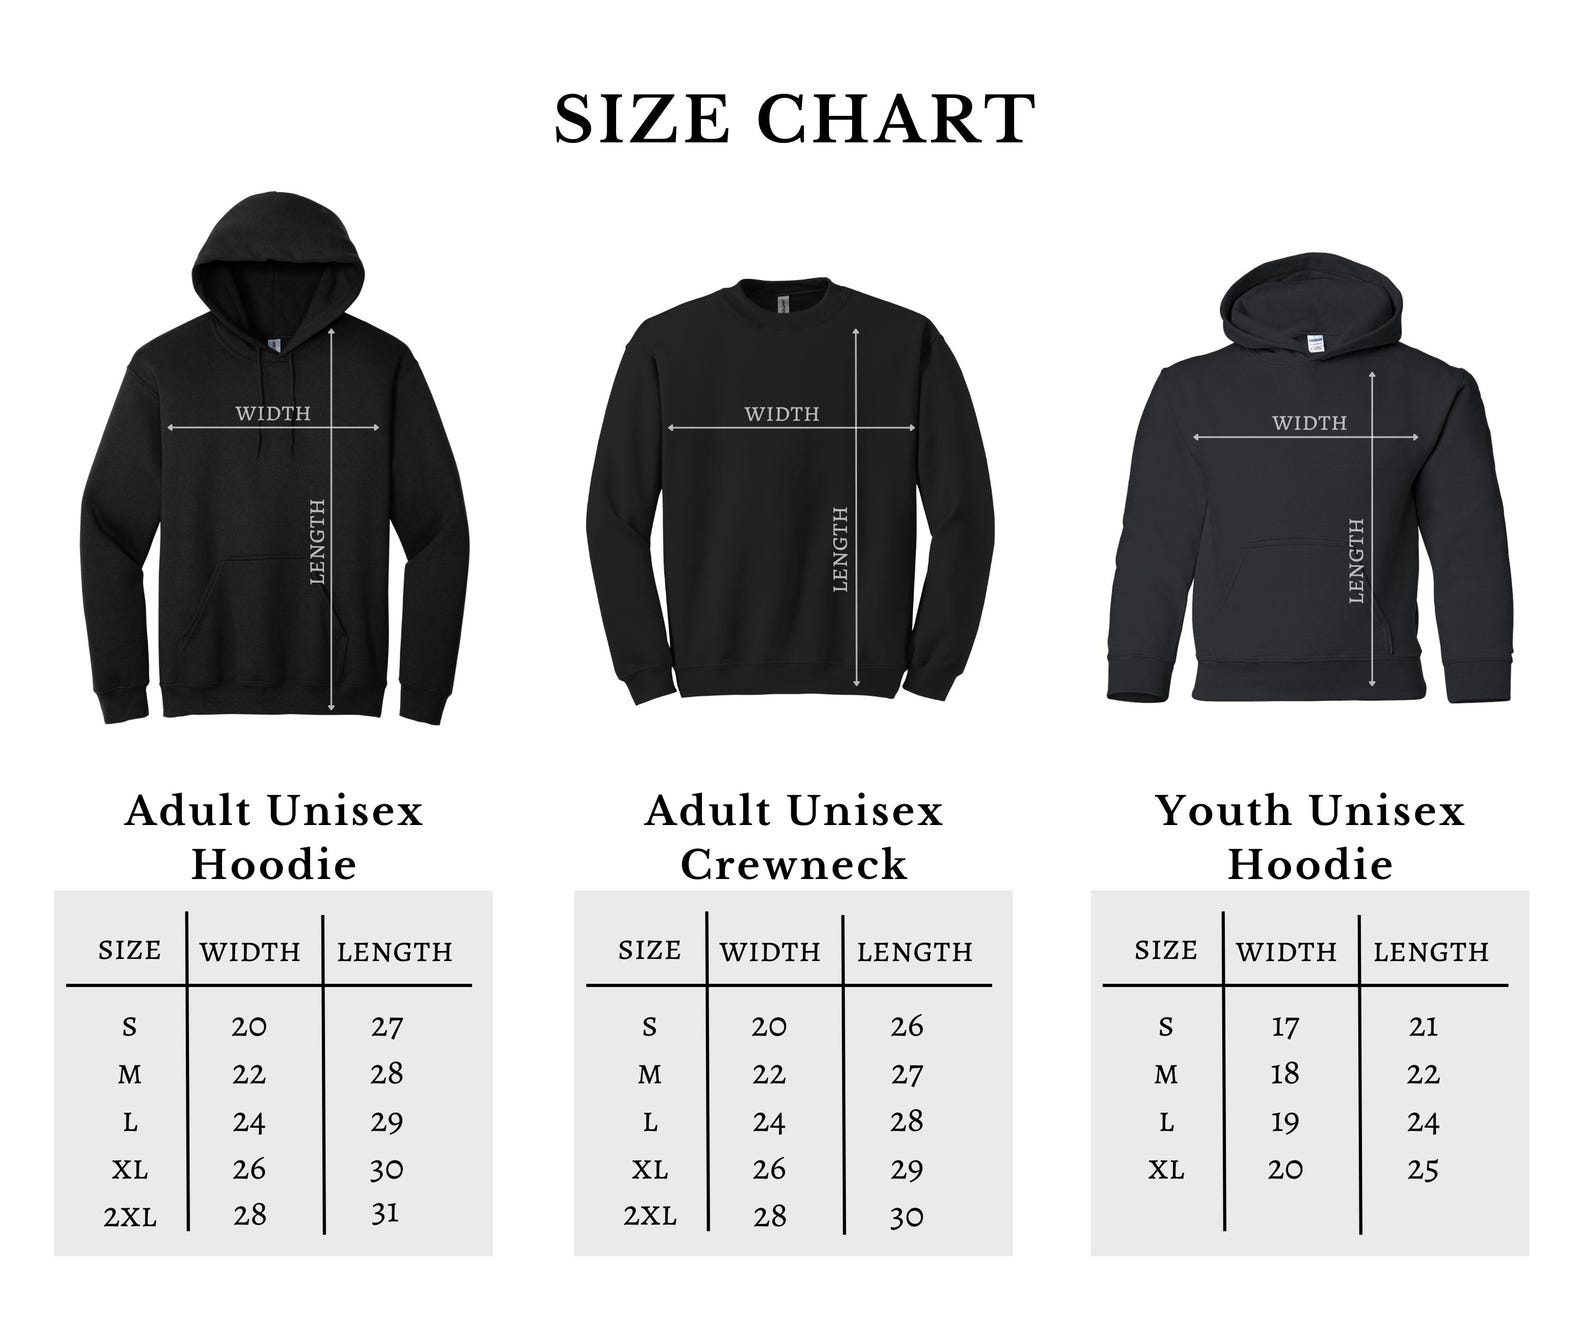 SIZE CHART
WIDTH
LENGTH
WIDTH
LENGTH
WIDTH
LENGTH
Adult Unisex
Hoodie
SIZE WIDTH LENGTH
S 20 27
M 22 28
L 24 29
XL 26 30
2XL 28 31
Adult Unisex
Crewneck
SIZE WIDTH LENGTH
S 20 26
M 22 27
L 24 28
XL 26 29
2XL 28 30
Youth Unisex
Hoodie
SIZE WIDTH LENGTH
S 17 21
M 18 22
L 19 24
XL 20 25